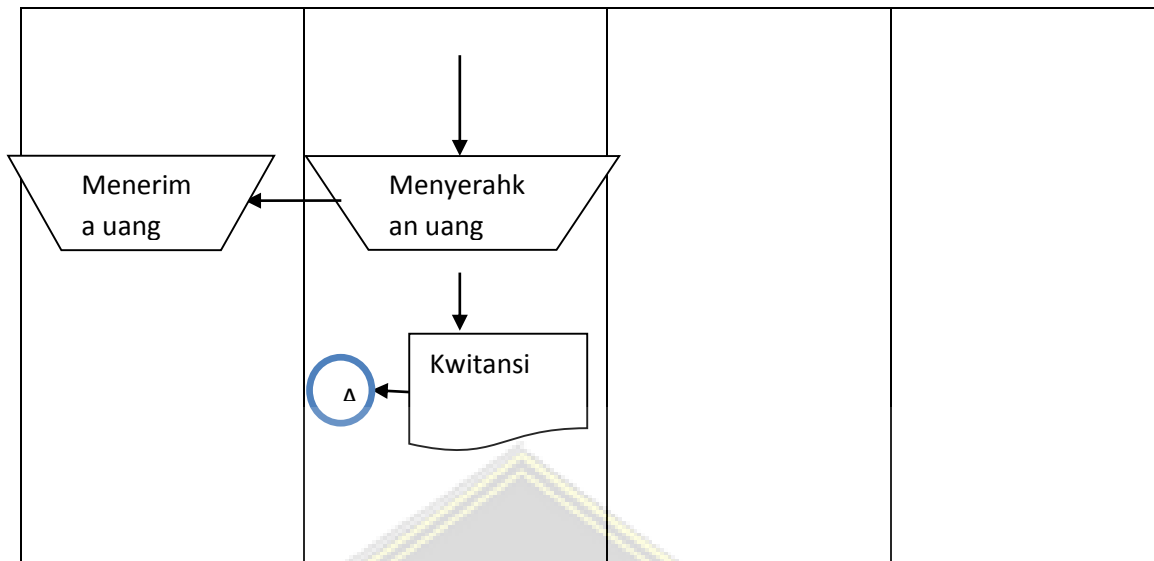 Menerim
a uang
Menyerahk
an uang
Kwitansi
A